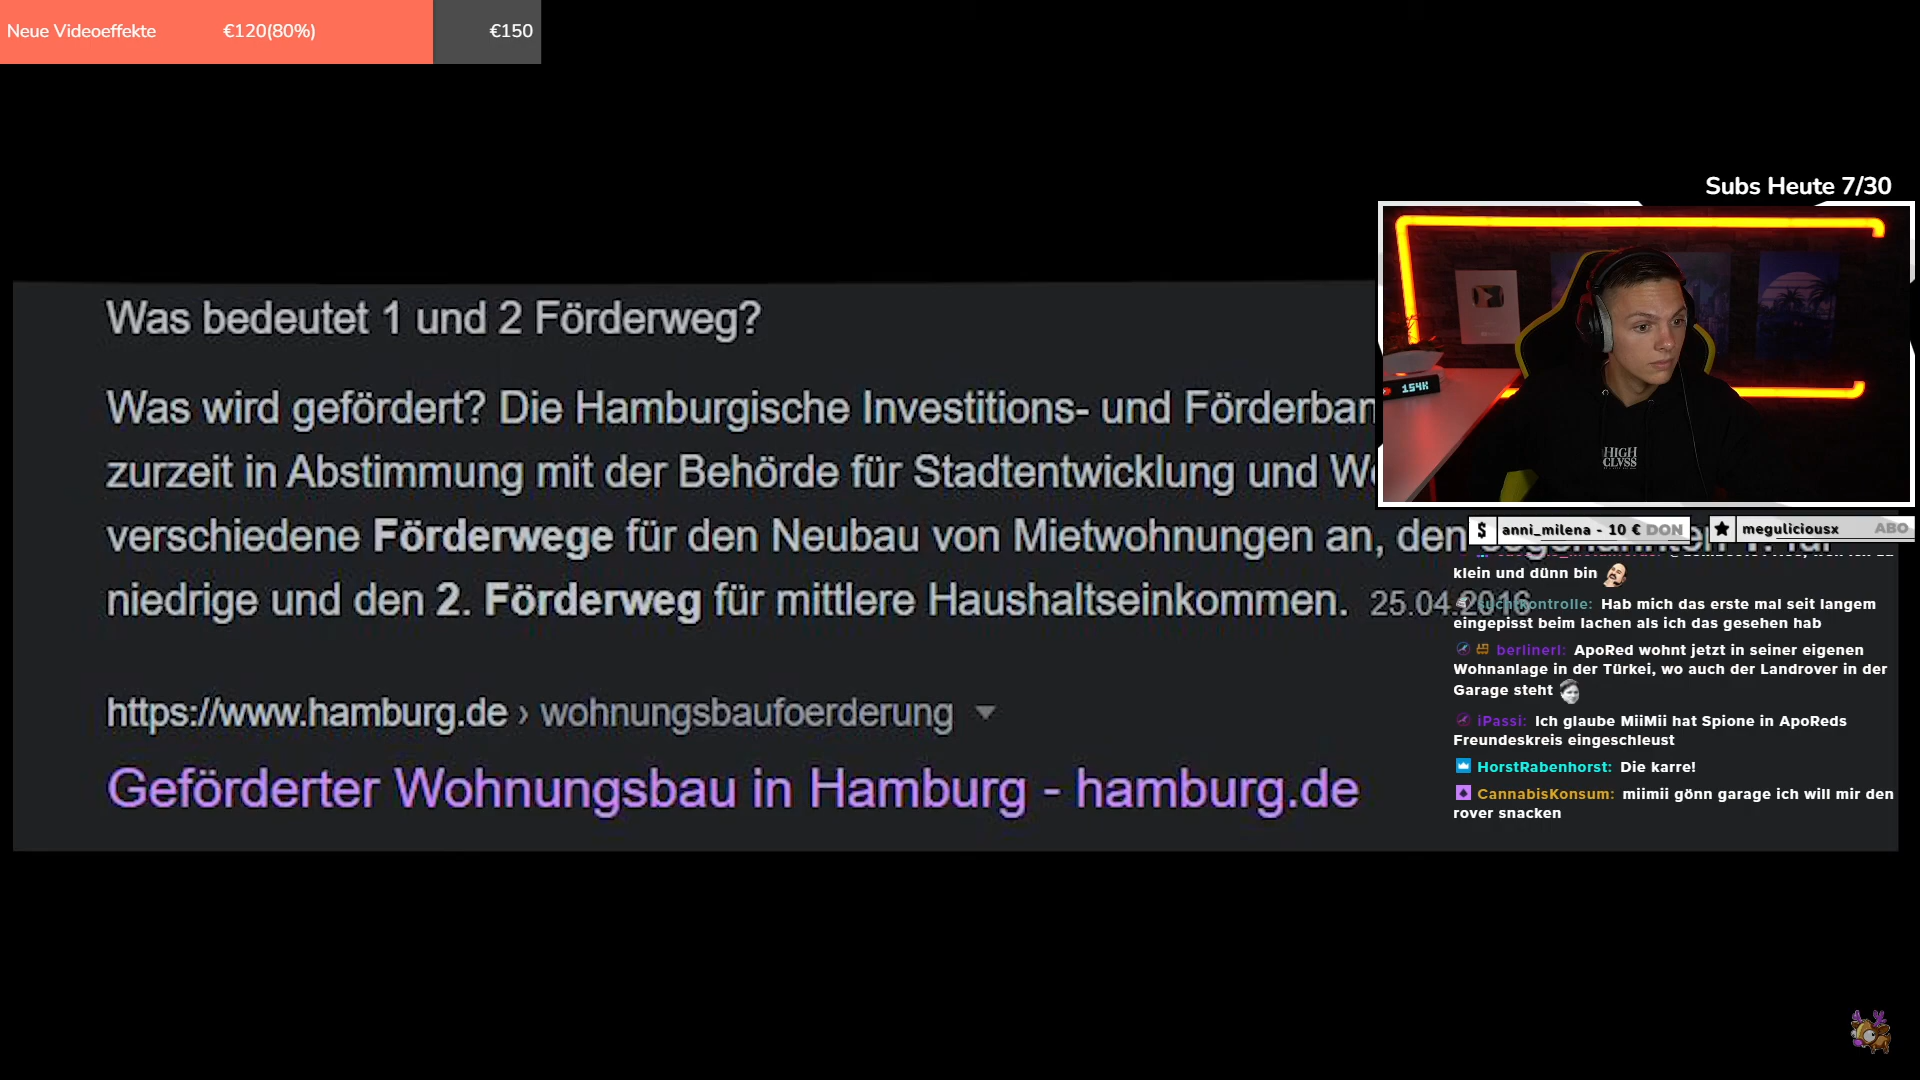 Neue Videoeffekte €120(80%) €150
Subs Heute 7/30
Was bedeutet 1 und 2 Förderweg?
Was wird gefördert? Die Hamburgische Investitions- und
zurzeit in Abstimmung mit der Behörde für Stadtentwicklung und
verschiedene Förderwege für den Neubau von Mietwohnungen an, den
niedrige und den 2. Förderweg für mittlere Haushaltseinkommen. 25.04.2016
https://www.hamburg.de › wohnungsbaufoerderung
Geförderter Wohnungsbau in Hamburg - hamburg.de
154K
HIGH
CLVSS
$ anni_milena - 10 € DON
meguliciousx ABO
klein und dünn bin
suchtkontrolle: Hab mich das erste mal seit langem
eingepisst beim lachen als ich das gesehen hab
berlinerl: ApoRed wohnt jetzt in seiner eigenen
Wohnanlage in der Türkei, wo auch der Landrover in der
Garage steht
iPassi: Ich glaube MiiMii hat Spione in ApoReds
Freundeskreis eingeschleust
HorstRabenhorst: Die karre!
CannabisKonsum: miimii gönn garage ich will mir den
rover snacken